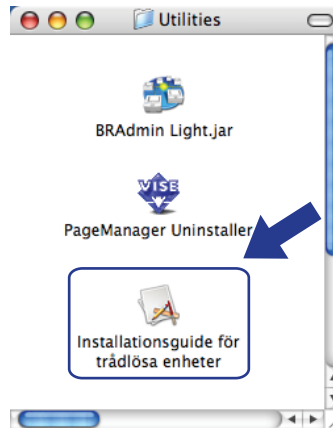 Utilities
BRAdmin Light.jar
VISE
PageManager Uninstaller
Installationsguide för
trådlösa enheter